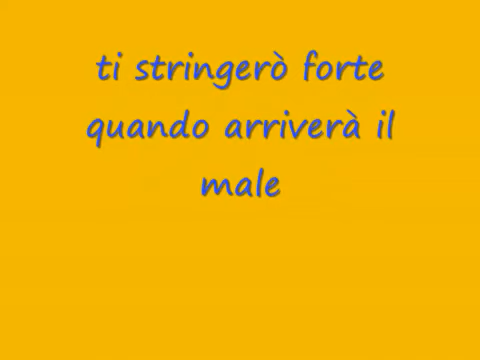 ti stringerò forte
quando arriverà il
male